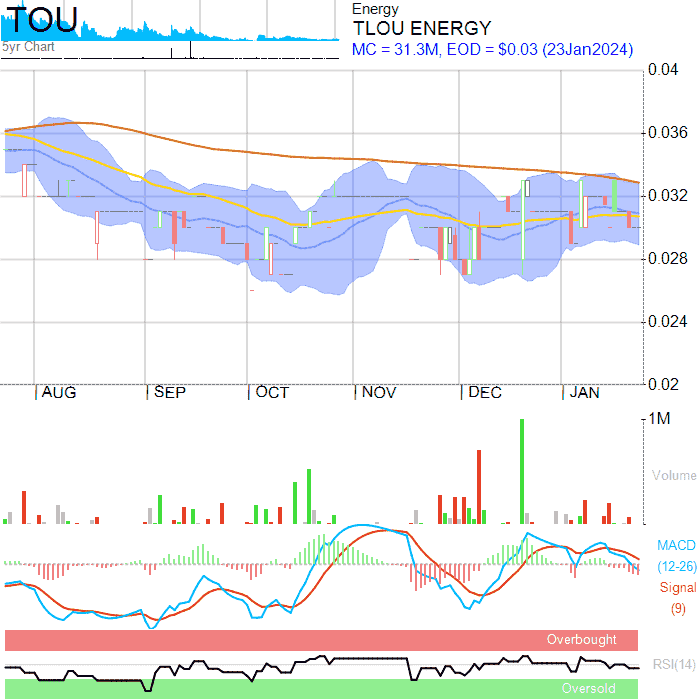 TOU
5yr Chart
Energy
TLOU ENERGY
MC = 31.3M, EOD = $0.03 (23Jan2024)
0.04
0.036
0.032
0.028
0.024
0.02
AUG
SEP
OCT
NOV
DEC
JAN
1M
Volume
MACD
(12-26)
Signal
(9)
Overbought
RSI(14)
Oversold